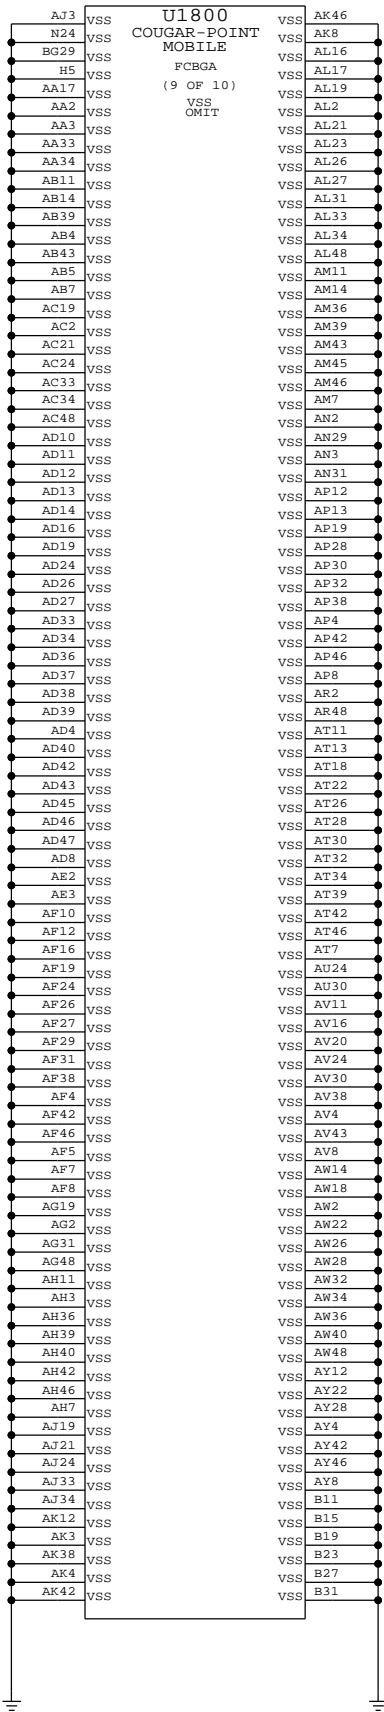 U1800
COUGAR-POINT
MOBILE
FCBGA
(9 OF 10)
VSS
OMIT
AJ3 VSS VSS AK46
N24 VSS VSS AK8
BG29 VSS VSS AL16
H5 VSS VSS AL17
AA17 VSS VSS AL19
AA2 VSS VSS AL2
AA3 VSS VSS AL21
AA33 VSS VSS AL23
AA34 VSS VSS AL26
AB11 VSS VSS AL27
AB14 VSS VSS AL31
AB39 VSS VSS AL33
AB4 VSS VSS AL34
AB43 VSS VSS AL48
AB5 VSS VSS AM11
AB7 VSS VSS AM14
AC19 VSS VSS AM36
AC2 VSS VSS AM39
AC21 VSS VSS AM43
AC24 VSS VSS AM45
AC33 VSS VSS AM46
AC34 VSS VSS AM7
AC48 VSS VSS AN2
AD10 VSS VSS AN29
AD11 VSS VSS AN3
AD12 VSS VSS AN31
AD13 VSS VSS AP12
AD14 VSS VSS AP13
AD16 VSS VSS AP19
AD19 VSS VSS AP28
AD24 VSS VSS AP30
AD26 VSS VSS AP32
AD27 VSS VSS AP38
AD33 VSS VSS AP4
AD34 VSS VSS AP42
AD36 VSS VSS AP46
AD37 VSS VSS AP8
AD38 VSS VSS AR2
AD39 VSS VSS AR48
AD4 VSS VSS AT11
AD40 VSS VSS AT13
AD42 VSS VSS AT18
AD43 VSS VSS AT22
AD45 VSS VSS AT26
AD46 VSS VSS AT28
AD47 VSS VSS AT30
AD8 VSS VSS AT32
AE2 VSS VSS AT34
AE3 VSS VSS AT39
AF10 VSS VSS AT42
AF12 VSS VSS AT46
AF16 VSS VSS AT7
AF19 VSS VSS AU24
AF24 VSS VSS AU30
AF26 VSS VSS AV11
AF27 VSS VSS AV16
AF29 VSS VSS AV20
AF31 VSS VSS AV24
AF38 VSS VSS AV30
AF4 VSS VSS AV38
AF42 VSS VSS AV4
AF46 VSS VSS AV43
AF5 VSS VSS AV8
AF7 VSS VSS AW14
AF8 VSS VSS AW18
AG19 VSS VSS AW2
AG2 VSS VSS AW22
AG31 VSS VSS AW26
AG48 VSS VSS AW28
AH11 VSS VSS AW32
AH3 VSS VSS AW34
AH36 VSS VSS AW36
AH39 VSS VSS AW40
AH40 VSS VSS AW48
AH42 VSS VSS AY12
AH46 VSS VSS AY22
AH7 VSS VSS AY28
AJ19 VSS VSS AY4
AJ21 VSS VSS AY42
AJ24 VSS VSS AY46
AJ33 VSS VSS AY8
AJ34 VSS VSS B11
AK12 VSS VSS B15
AK3 VSS VSS B19
AK38 VSS VSS B23
AK4 VSS VSS B27
AK42 VSS VSS B31